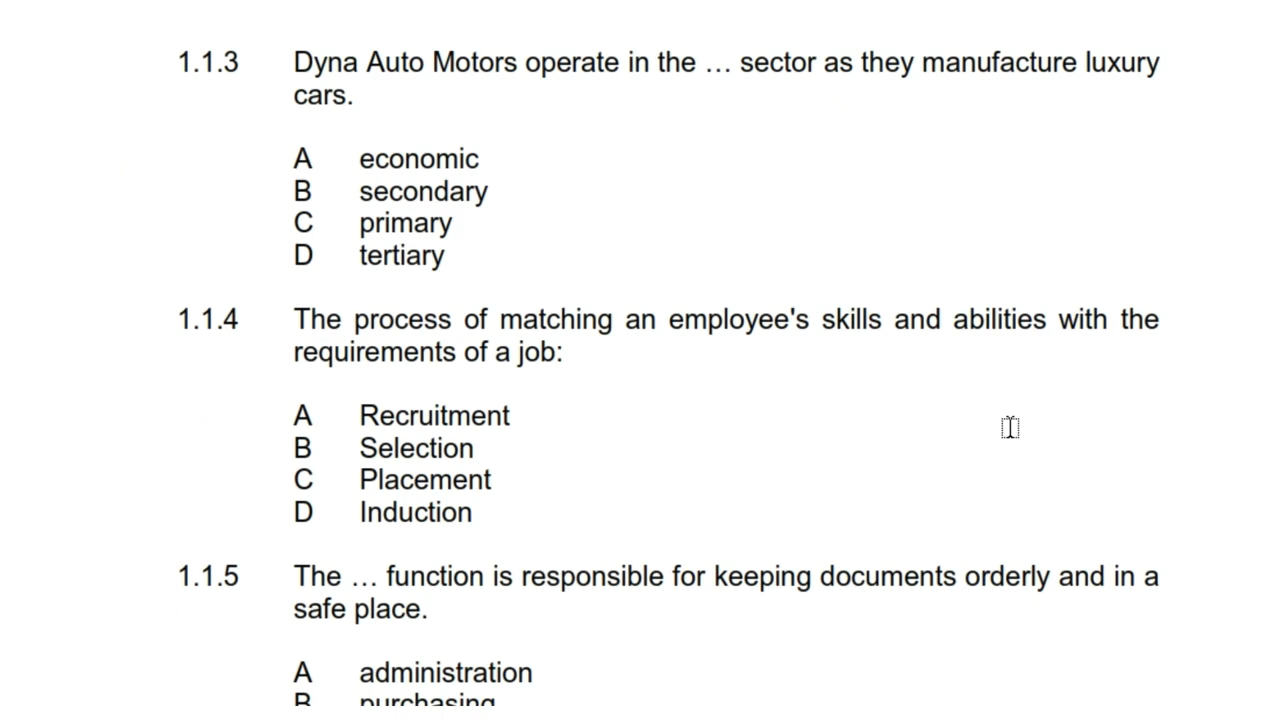 1.1.3 Dyna Auto Motors operate in the … sector as they manufacture luxury
cars.
A economic
B secondary
C primary
D tertiary
1.1.4 The process of matching an employee's skills and abilities with the
requirements of a job:
A Recruitment
B Selection
C Placement
D Induction
1.1.5 The … function is responsible for keeping documents orderly and in a
safe place.
A administration
B purchasing